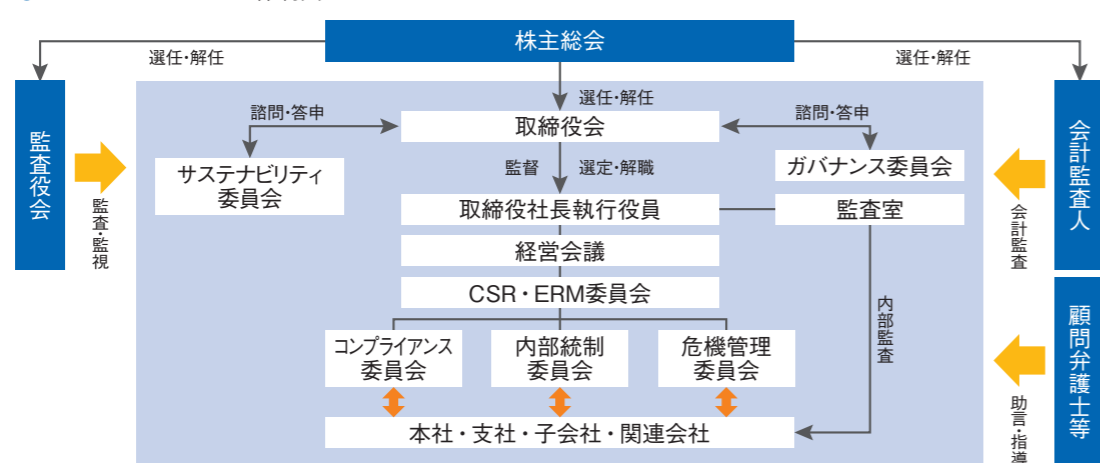 株主総会
選任・解任
選任・解任
選任・解任
監査役会
監査・監視
諮問・答申
取締役会
諮問・答申
サステナビリティ
委員会
監督
選定・解職
ガバナンス委員会
会計監査人
会計監査
取締役社長執行役員
監査室
経営会議
CSR・ERM委員会
内部監査
コンプライアンス
委員会
内部統制
委員会
危機管理
委員会
顧問弁護士等
助言・指導
本社・支社・子会社・関連会社